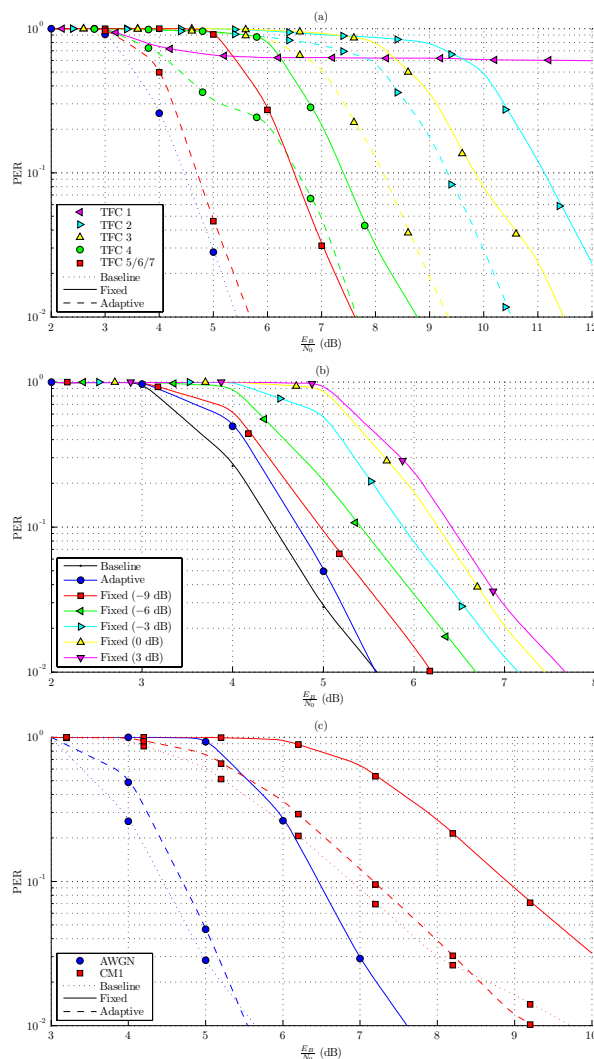 (a)
10^0
10^-1
10^-2
PER
TFC 1
TFC 2
TFC 3
TFC 4
TFC 5/6/7
Baseline
Fixed
Adaptive
2 3 4 5 6 7 8 9 10 11 12
E_B/N_0 (dB)
(b)
10^0
10^-1
10^-2
PER
Baseline
Adaptive
Fixed (−9 dB)
Fixed (−6 dB)
Fixed (−3 dB)
Fixed (0 dB)
Fixed (3 dB)
2 3 4 5 6 7 8
E_B/N_0 (dB)
(c)
10^0
10^-1
10^-2
PER
AWGN
CM1
Baseline
Fixed
Adaptive
3 4 5 6 7 8 9 10
E_B/N_0 (dB)